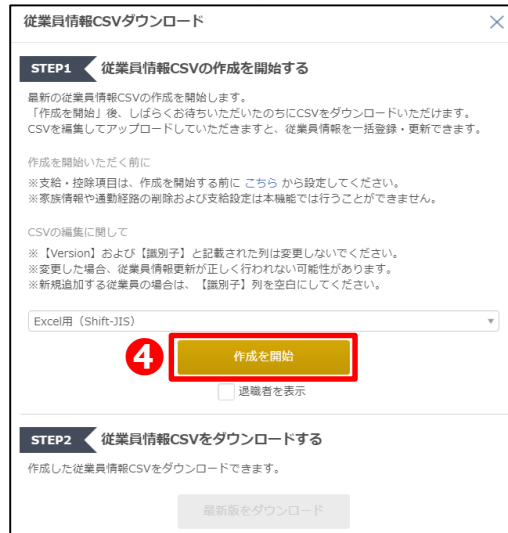 従業員情報CSVダウンロード
STEP1 従業員情報CSVの作成を開始する
最新の従業員情報CSVの作成を開始します。
「作成を開始」後、しばらくお待ちいただいたのちにCSVをダウンロードいただけます。
CSVを編集してアップロードしていただきますと、従業員情報を一括登録・更新できます。
作成を開始いただく前に
※支給・控除項目は、作成を開始する前に こちら から設定してください。
※家族情報や通勤経路の削除および支給設定は本機能では行うことができません。
CSVの編集に関して
※【Version】および【識別子】と記載された列は変更しないでください。
※変更した場合、従業員情報更新が正しく行われない可能性があります。
※新規追加する従業員の場合は、【識別子】列を空白にしてください。
Excel用（Shift-JIS）
4 作成を開始
退職者を表示
STEP2 従業員情報CSVをダウンロードする
作成した従業員情報CSVをダウンロードできます。
最新版をダウンロード